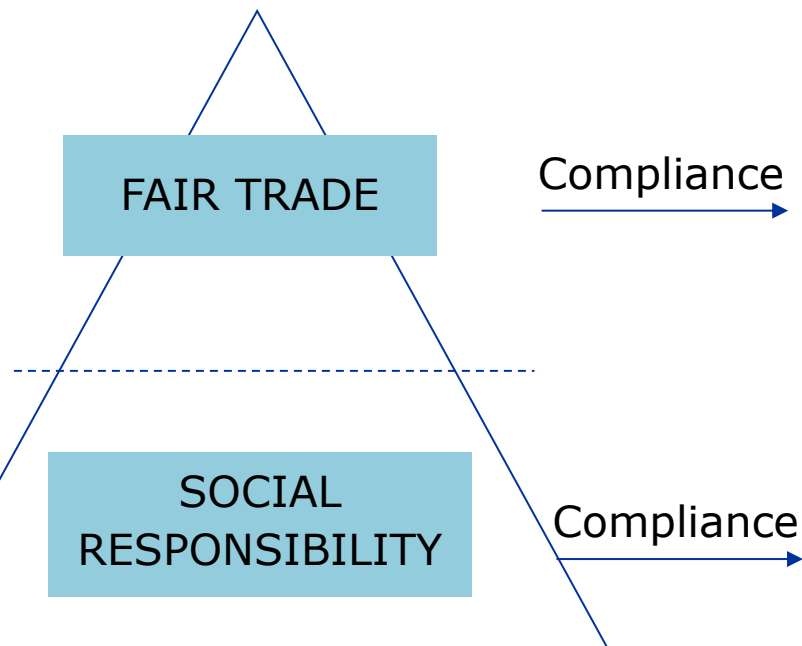 FAIR TRADE
Compliance
SOCIAL
RESPONSIBILITY
Compliance